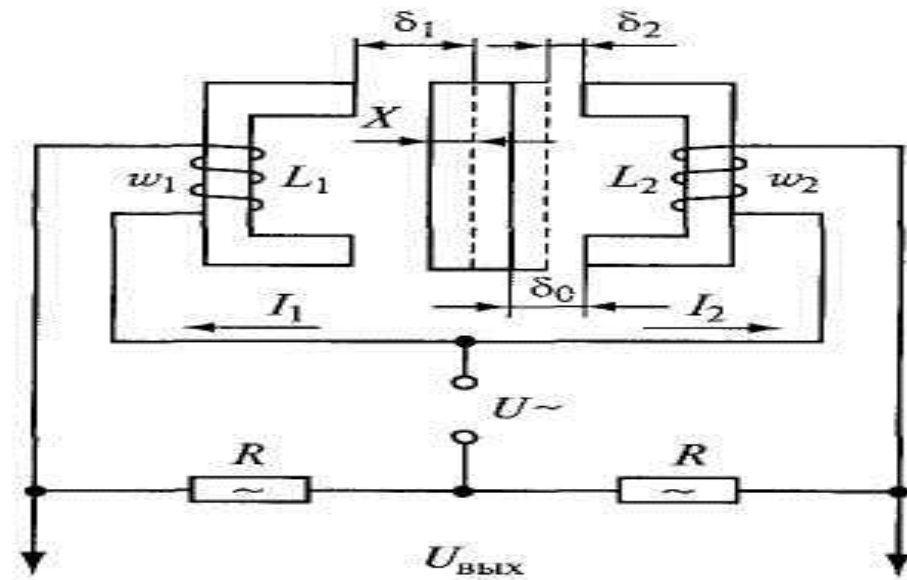 δ₁ δ₂
X
w₁ L₁ L₂ w₂
δ₀
I₁ I₂
U~
R R
~ ~
Uвых